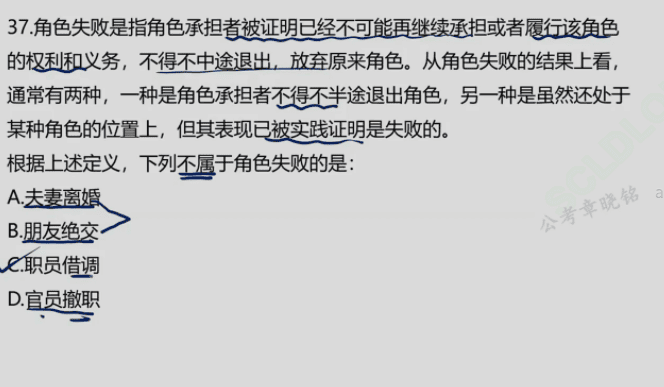 37.角色失败是指角色承担者被证明已经不可能再继续承担或者履行该角色
的权利和义务，不得不中途退出，放弃原来角色。从角色失败的结果上看，
通常有两种，一种是角色承担者不得不半途退出角色，另一种是虽然还处于
某种角色的位置上，但其表现已被实践证明是失败的。
根据上述定义，下列不属于角色失败的是：
A.夫妻离婚
B.朋友绝交
公考章晓铭
C.职员借调
D.官员撤职